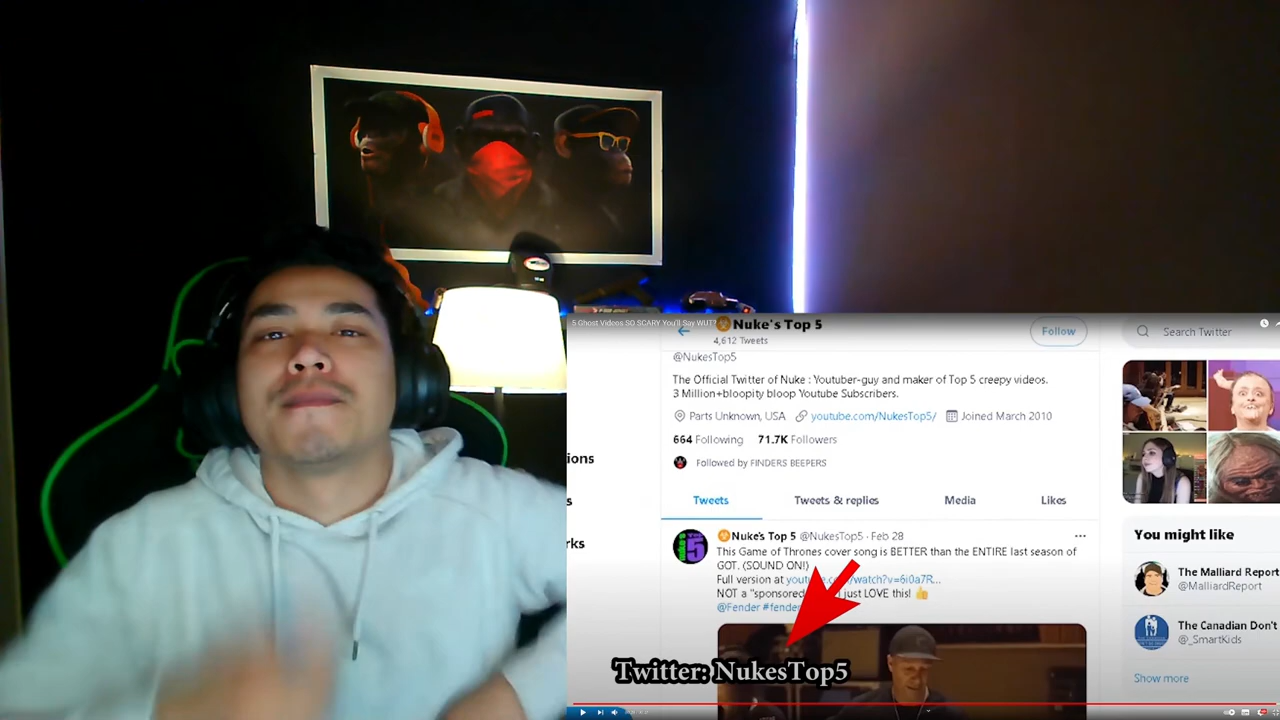 5 Ghost Videos SO SCARY You'll Say WUT?
Nuke's Top 5
4,612 Tweets
Follow
Search Twitter
@NukesTop5
The Official Twitter of Nuke : Youtuber-guy and maker of Top 5 creepy videos.
3 Million+bloopity bloop Youtube Subscribers.
Parts Unknown, USA youtube.com/NukesTop5/ Joined March 2010
664 Following 71.7K Followers
Followed by FINDERS BEEPERS
ions
s
rks
Tweets Tweets & replies Media Likes
Nuke's Top 5 @NukesTop5 · Feb 28
This Game of Thrones cover song is BETTER than the ENTIRE last season of
GOT. (SOUND ON!)
Full version at /watch?v=6i0a7R...
NOT a "sponsored just LOVE this!
@Fender #fender
You might like
The Malliard Report
@MalliardReport
The Canadian Don't
@_SmartKids
Show more
Twitter: NukesTop5